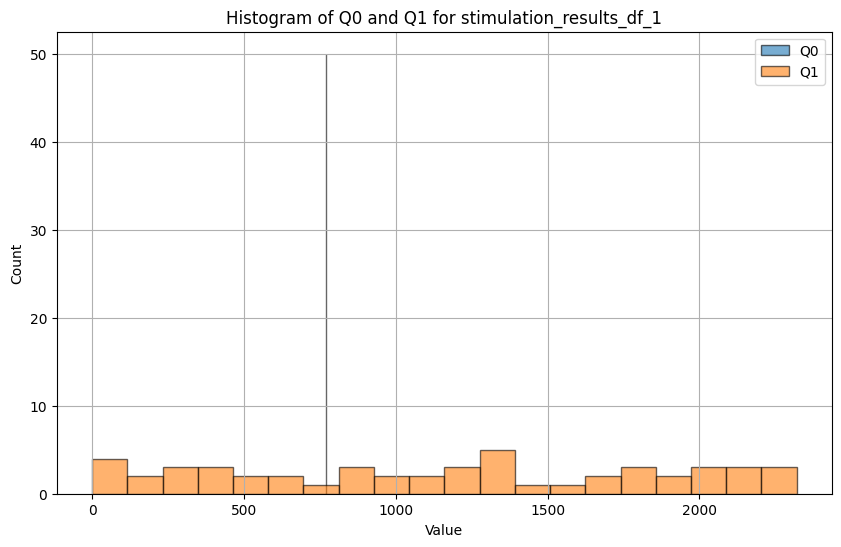 Histogram of Q0 and Q1 for stimulation_results_df_1
Q0
Q1
50
40
30
20
10
0
Count
0 500 1000 1500 2000
Value